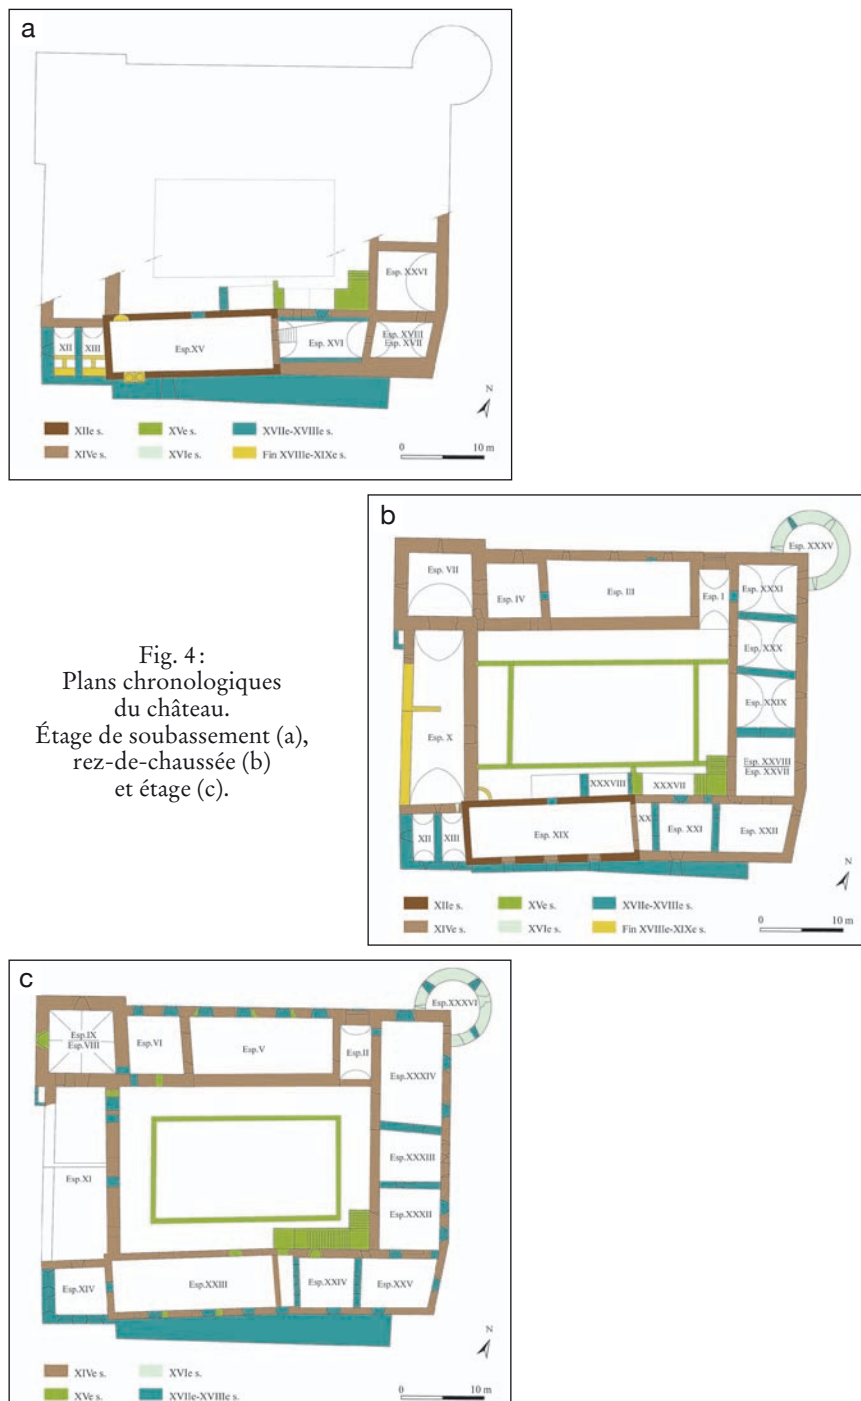 a
Esp. XXVI
XII
XIII
Esp.XV
Esp. XVI
Esp. XVIII
Esp. XVII
N
XIIe s.
XVe s.
XVIIe-XVIIIe s.
XIVe s.
XVIe s.
Fin XVIIIe-XIXe s.
0 10 m
b
Esp. XXXV
Esp. VII
Esp. IV
Esp. III
Esp. I
Esp. XXXI
Esp. XXX
Esp. XXIX
Esp. X
Esp. XXVIII
Esp. XXVII
XXXVIII
XXXVII
XII
XIII
Esp. XIX
XX
Esp. XXI
Esp. XXII
N
XIIe s.
XVe s.
XVIIe-XVIIIe s.
XIVe s.
XVIe s.
Fin XVIIIe-XIXe s.
0 10 m
Fig. 4 :
Plans chronologiques
du château.
Étage de soubassement (a),
rez-de-chaussée (b)
et étage (c).
c
Esp.XXXVI
Esp.IX
Esp.VIII
Esp.VI
Esp.V
Esp.II
Esp.XXXIV
Esp.XXXIII
Esp.XI
Esp.XXXII
Esp.XIV
Esp.XXIII
Esp.XXIV
Esp.XXV
N
XIVe s.
XVIe s.
XVe s.
XVIIe-XVIIIe s.
0 10 m